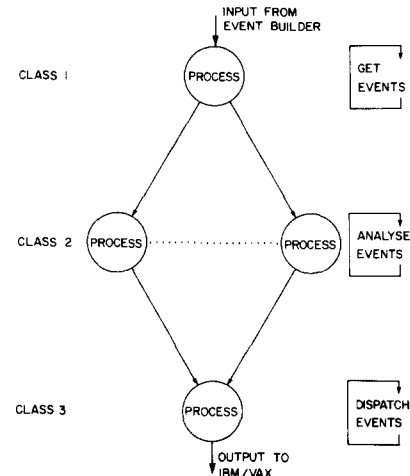 INPUT FROM
EVENT BUILDER
CLASS 1
PROCESS
GET
EVENTS
CLASS 2
PROCESS
PROCESS
ANALYSE
EVENTS
CLASS 3
PROCESS
DISPATCH
EVENTS
OUTPUT TO
IBM/VAX